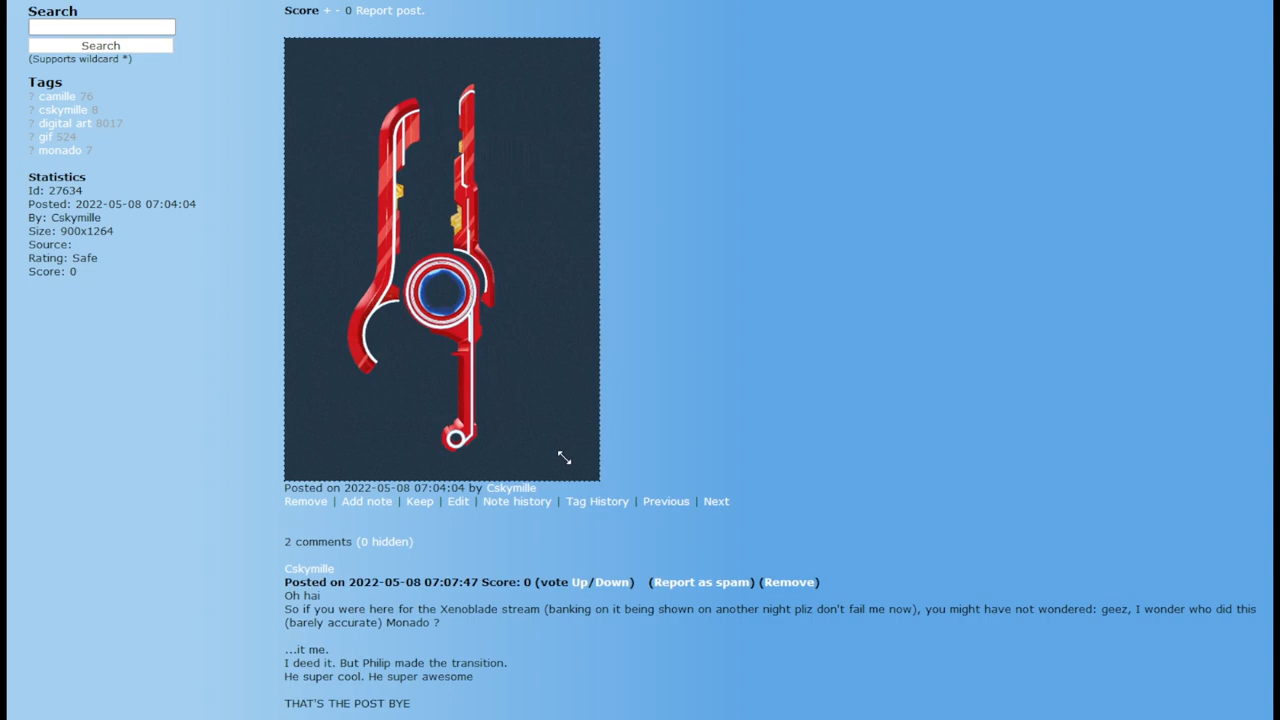 Search
Search
(Supports wildcard *)
Tags
? camille 76
? cskymille 8
? digital art 8017
? gif 524
? monado 7
Statistics
Id: 27634
Posted: 2022-05-08 07:04:04
By: Cskymille
Size: 900x1264
Source:
Rating: Safe
Score: 0
Score + - 0 Report post.
Posted on 2022-05-08 07:04:04 by Cskymille
Remove | Add note | Keep | Edit | Note history | Tag History | Previous | Next
2 comments (0 hidden)
Cskymille
Posted on 2022-05-08 07:07:47 Score: 0 (vote Up/Down) (Report as spam) (Remove)
Oh hai
So if you were here for the Xenoblade stream (banking on it being shown on another night pliz don't fail me now), you might have not wondered: geez, I wonder who did this
(barely accurate) Monado ?
...it me.
I deed it. But Philip made the transition.
He super cool. He super awesome
THAT'S THE POST BYE